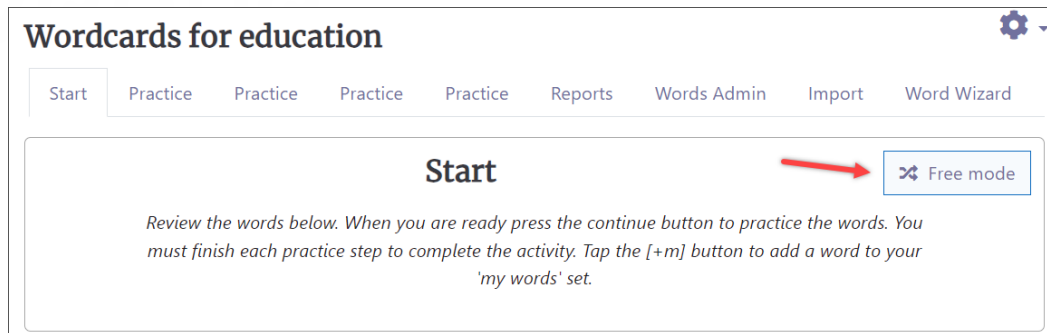 Wordcards for education
Start Practice Practice Practice Practice Reports Words Admin Import Word Wizard
Start
Free mode
Review the words below. When you are ready press the continue button to practice the words. You
must finish each practice step to complete the activity. Tap the [+m] button to add a word to your
'my words' set.